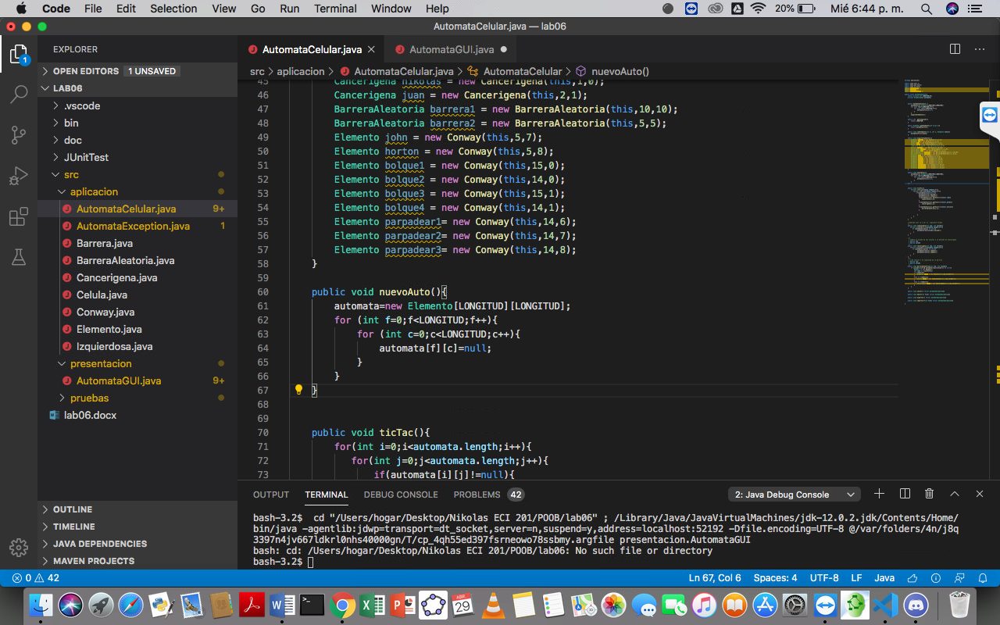 Code File Edit Selection View Go Run Terminal Window Help 20% Mié 6:44 p. m.
AutomataCelular.java — lab06
EXPLORER
AutomataCelular.java
AutomataGUI.java
OPEN EDITORS 1 UNSAVED
src > aplicacion > AutomataCelular.java > AutomataCelular > nuevoAuto()
LAB06
.vscode
bin
doc
JUnitTest
src
aplicacion
AutomataCelular.java 9+
AutomataException.java 1
Barrera.java
BarreraAleatoria.java
Cancerigena.java
Celula.java
Conway.java
Elemento.java
Izquierdosa.java
presentacion
AutomataGUI.java 9+
pruebas
lab06.docx
OUTLINE
TIMELINE
JAVA DEPENDENCIES
MAVEN PROJECTS
1
45 Cancerigena nikolas = new Cancerigena(this,1,0);
46 Cancerigena juan = new Cancerigena(this,2,1);
47 BarreraAleatoria barrera1 = new BarreraAleatoria(this,10,10);
48 BarreraAleatoria barrera2 = new BarreraAleatoria(this,5,5);
49 Elemento john = new Conway(this,5,7);
50 Elemento horton = new Conway(this,5,8);
51 Elemento bolque1 = new Conway(this,15,0);
52 Elemento bolque2 = new Conway(this,14,0);
53 Elemento bolque3 = new Conway(this,15,1);
54 Elemento bolque4 = new Conway(this,14,1);
55 Elemento parpadear1= new Conway(this,14,6);
56 Elemento parpadear2= new Conway(this,14,7);
57 Elemento parpadear3= new Conway(this,14,8);
58 }
59
60 public void nuevoAuto(){
61 automata=new Elemento[LONGITUD][LONGITUD];
62 for (int f=0;f<LONGITUD;f++){
63 for (int c=0;c<LONGITUD;c++){
64 automata[f][c]=null;
65 }
66 }
67 }
68
69
70 public void ticTac(){
71 for(int i=0;i<automata.length;i++){
72 for(int j=0;j<automata.length;j++){
73 if(automata[i][j]!=null){
OUTPUT TERMINAL DEBUG CONSOLE PROBLEMS 42 2: Java Debug Console
bash-3.2$ cd "/Users/hogar/Desktop/Nikolas ECI 201/POOB/lab06" ; /Library/Java/JavaVirtualMachines/jdk-12.0.2.jdk/Contents/Home/
bin/java -agentlib:jdwp=transport=dt_socket,server=n,suspend=y,address=localhost:52192 -Dfile.encoding=UTF-8 @/var/folders/4n/j8q
3397n4jv667ldkrl0nhs40000gn/T/cp_4qh55ed397fsrneowo78ssbmy.argfile presentacion.AutomataGUI
bash: cd: /Users/hogar/Desktop/Nikolas ECI 201/POOB/lab06: No such file or directory
bash-3.2$
0 42 Ln 67, Col 6 Spaces: 4 UTF-8 LF Java
ABR
29